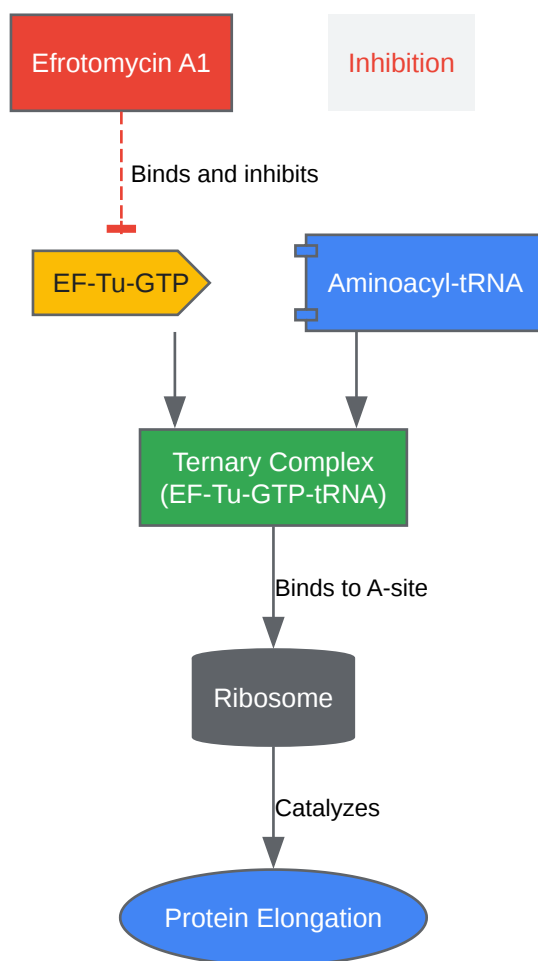 Efrotomycin A1
Inhibition
Binds and inhibits
EF-Tu-GTP
Aminoacyl-tRNA
Ternary Complex
(EF-Tu-GTP-tRNA)
Binds to A-site
Ribosome
Catalyzes
Protein Elongation